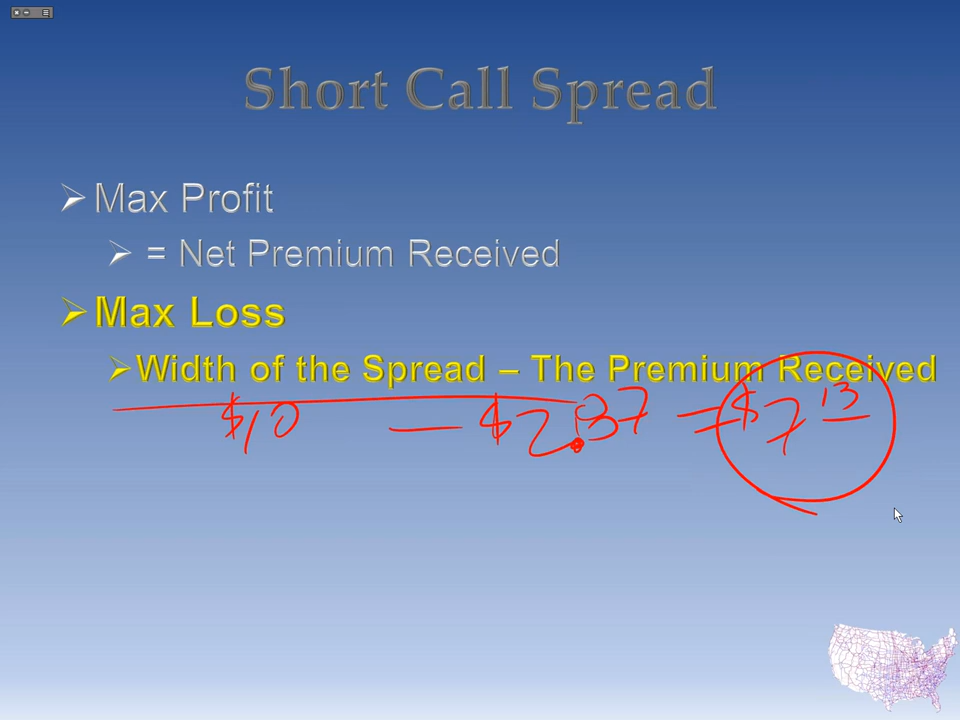 Short Call Spread
Max Profit
= Net Premium Received
Max Loss
Width of the Spread – The Premium Received
$10 — $2.87 = $7 13